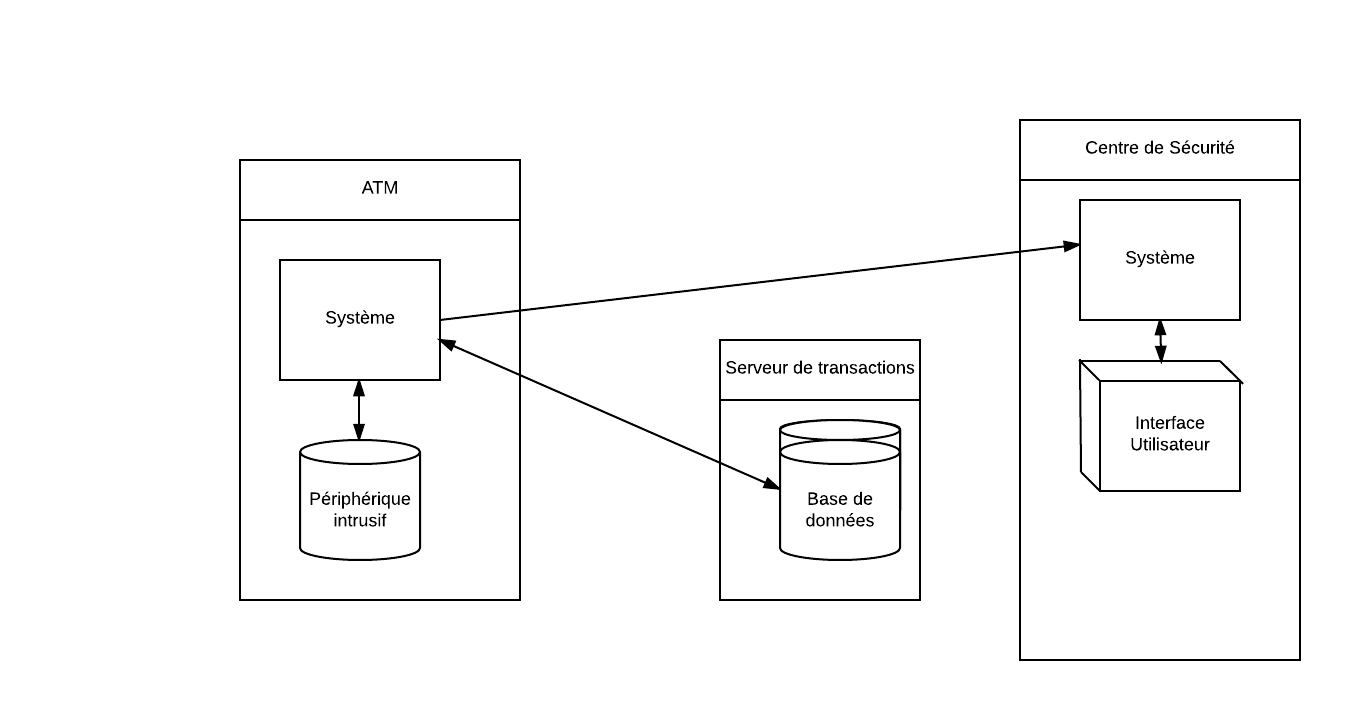 ATM
Système
Périphérique
intrusif
Serveur de transactions
Base de
données
Centre de Sécurité
Système
Interface
Utilisateur